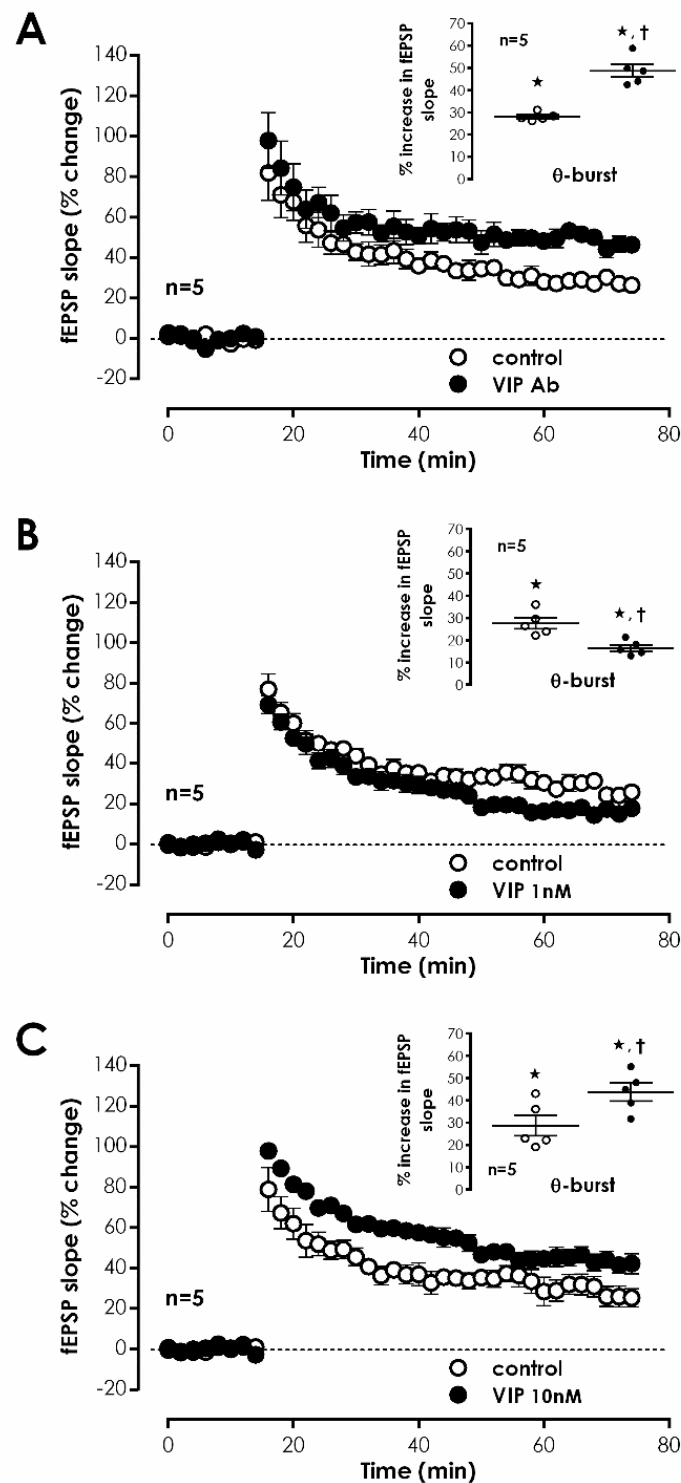 A
fEPSP slope (% change)
140
120
100
80
60
40
20
0
-20
n=5
% increase in fEPSP
slope
70
60
50
40
30
20
10
0
n=5
★
★, †
θ-burst
control
VIP Ab
0
20
40
60
80
Time (min)
B
fEPSP slope (% change)
140
120
100
80
60
40
20
0
-20
n=5
% increase in fEPSP
slope
70
60
50
40
30
20
10
0
n=5
★
★, †
θ-burst
control
VIP 1nM
0
20
40
60
80
Time (min)
C
fEPSP slope (% change)
140
120
100
80
60
40
20
0
-20
n=5
% increase in fEPSP
slope
70
60
50
40
30
20
10
0
★
★, †
n=5
θ-burst
control
VIP 10nM
0
20
40
60
80
Time (min)